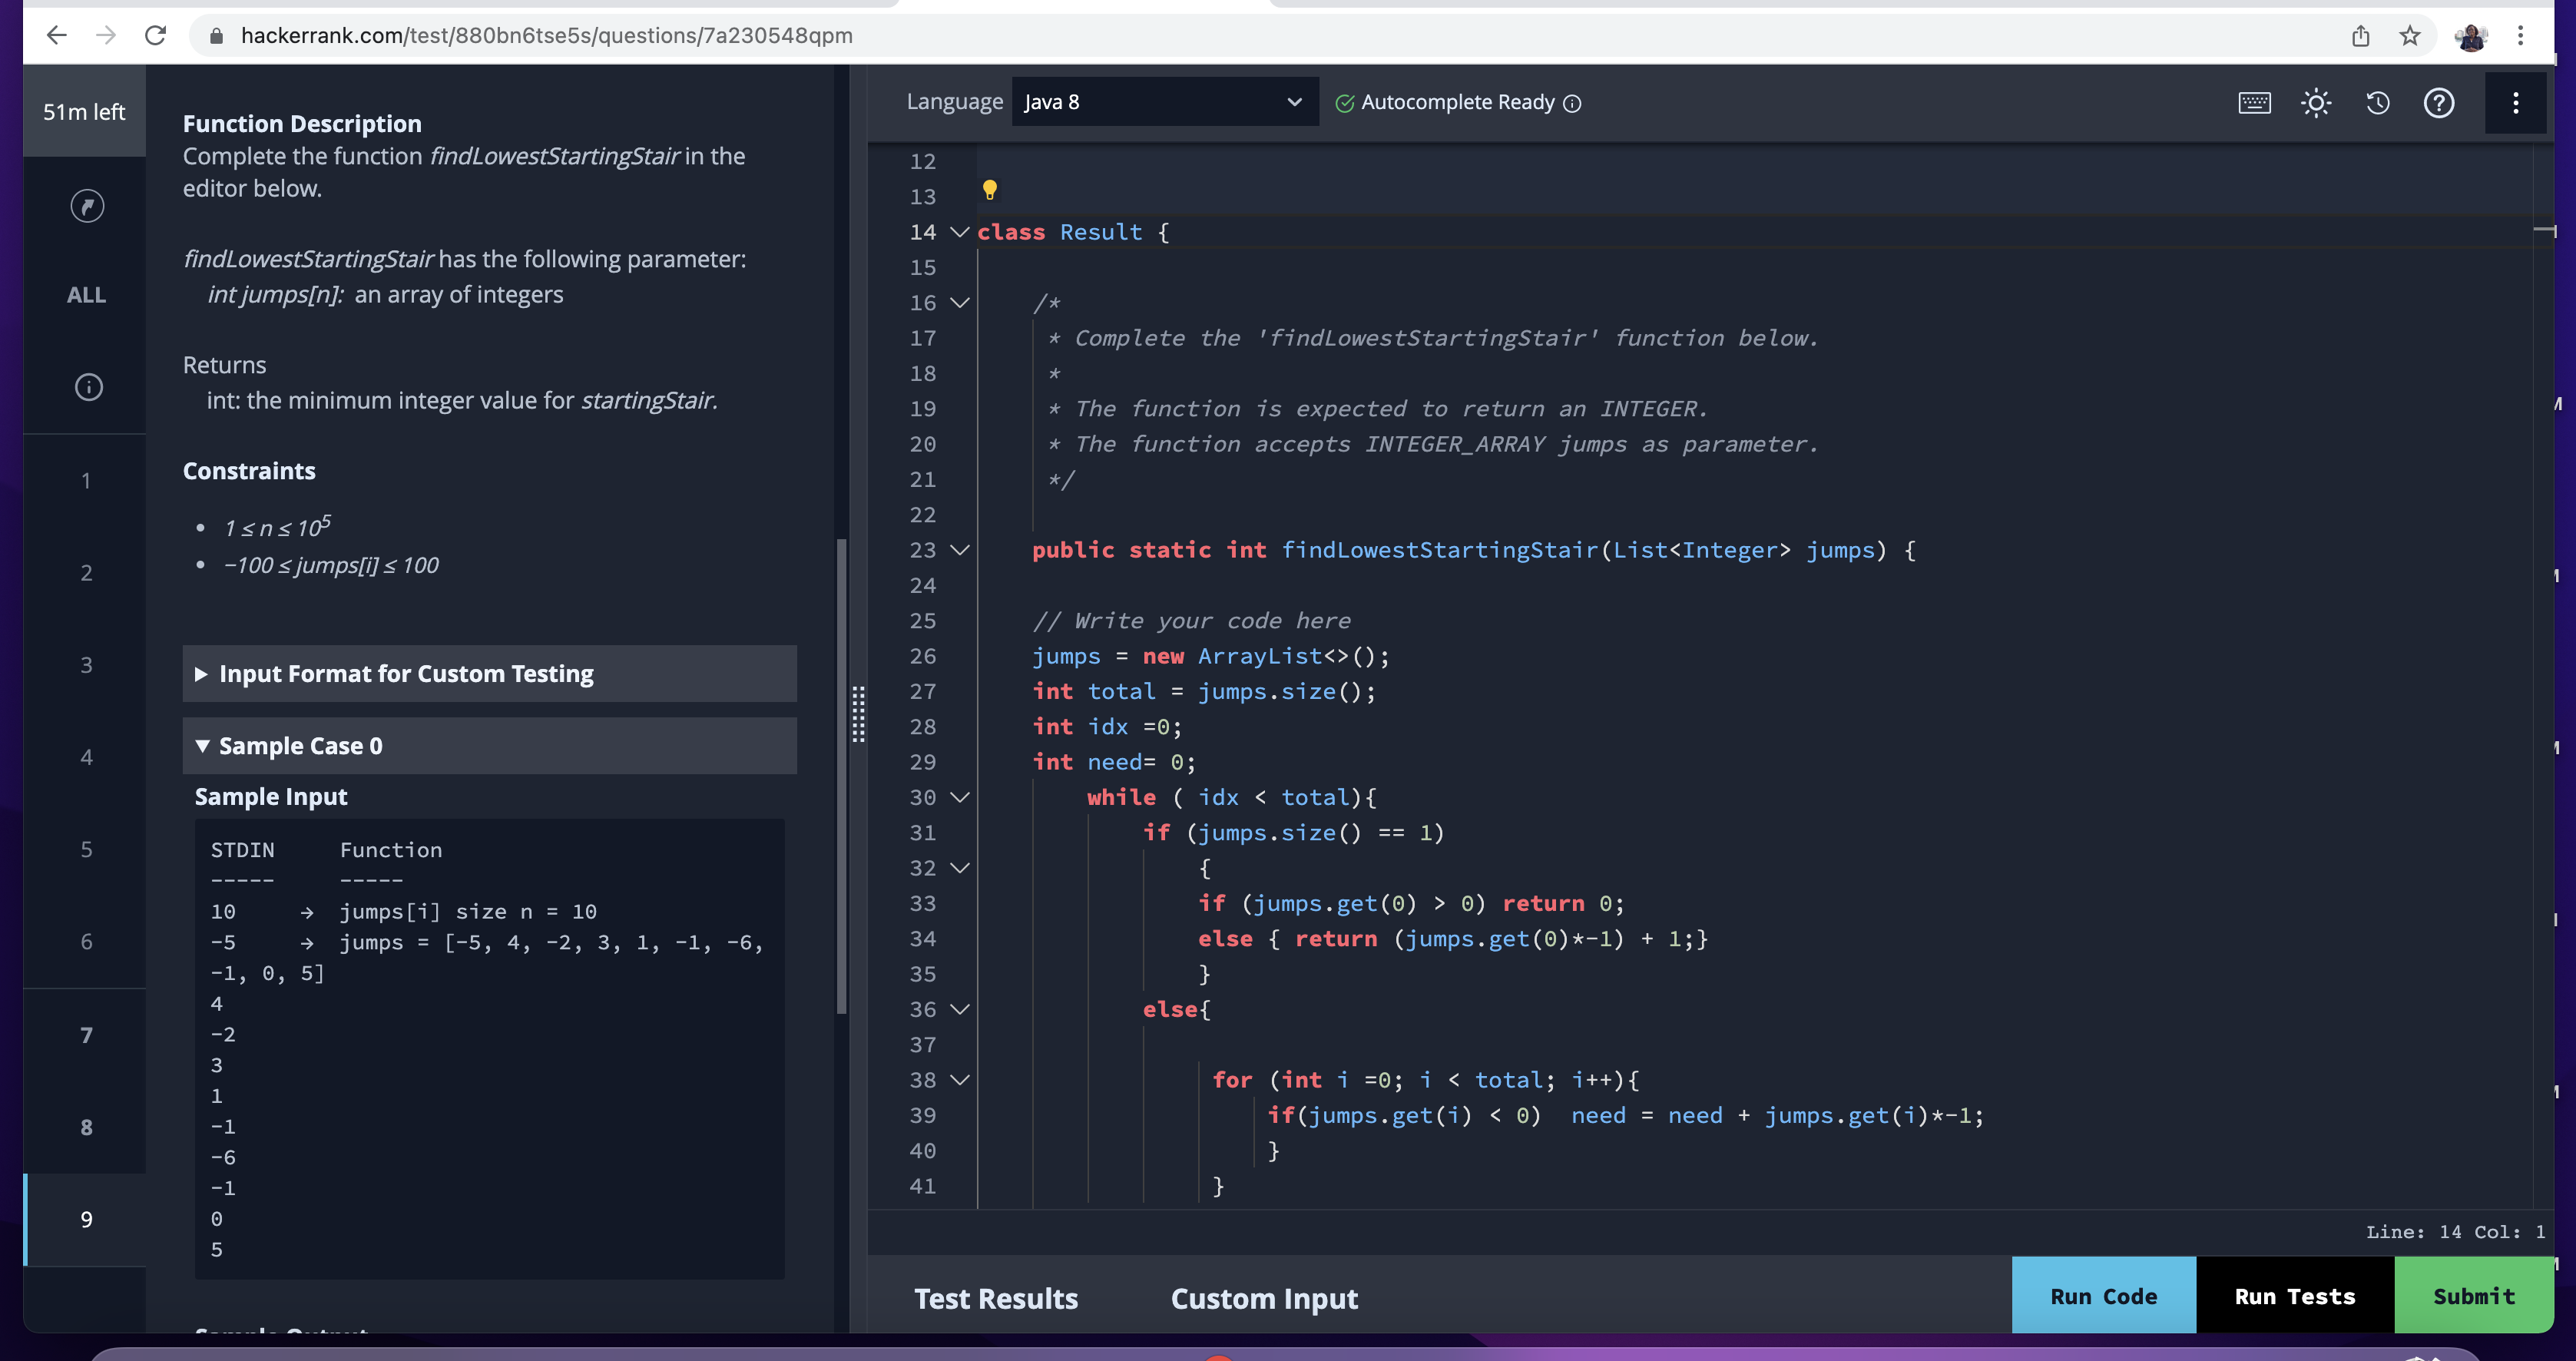 hackerrank.com/test/880bn6tse5s/questions/7a230548qpm
51m left
ALL
1
2
3
4
5
6
7
8
9
Function Description
Complete the function findLowestStartingStair in the
editor below.
findLowestStartingStair has the following parameter:
int jumps[n]: an array of integers
Returns
int: the minimum integer value for startingStair.
Constraints
• 1 ≤ n ≤ 10^5
• −100 ≤ jumps[i] ≤ 100
▶ Input Format for Custom Testing
▼ Sample Case 0
Sample Input
STDIN Function
----- -----
10 → jumps[i] size n = 10
-5 → jumps = [-5, 4, -2, 3, 1, -1, -6,
-1, 0, 5]
4
-2
3
1
-1
-6
-1
0
5
Language Java 8 Autocomplete Ready
12
13
14 class Result {
15
16 /*
17 * Complete the 'findLowestStartingStair' function below.
18 *
19 * The function is expected to return an INTEGER.
20 * The function accepts INTEGER_ARRAY jumps as parameter.
21 */
22
23 public static int findLowestStartingStair(List<Integer> jumps) {
24
25 // Write your code here
26 jumps = new ArrayList<>();
27 int total = jumps.size();
28 int idx =0;
29 int need= 0;
30 while ( idx < total){
31 if (jumps.size() == 1)
32 {
33 if (jumps.get(0) > 0) return 0;
34 else { return (jumps.get(0)*-1) + 1;}
35 }
36 else{
37
38 for (int i =0; i < total; i++){
39 if(jumps.get(i) < 0) need = need + jumps.get(i)*-1;
40 }
41 }
Line: 14 Col: 1
Test Results Custom Input Run Code Run Tests Submit